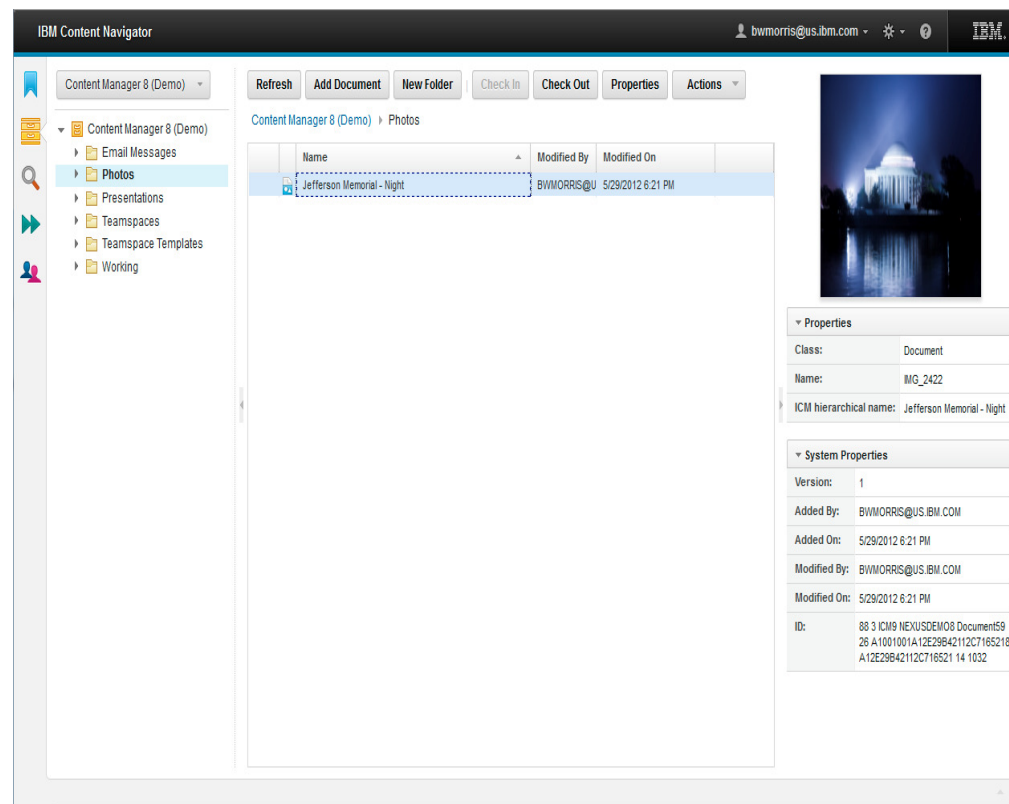 IBM Content Navigator
bwmorris@us.ibm.com
IBM.
Content Manager 8 (Demo)
Content Manager 8 (Demo)
Email Messages
Photos
Presentations
Teamspaces
Teamspace Templates
Working
Refresh Add Document New Folder Check In Check Out Properties Actions
Content Manager 8 (Demo) Photos
Name Modified By Modified On
Jefferson Memorial - Night BWMORRIS@U 5/29/2012 6:21 PM
Properties
Class: Document
Name: IMG_2422
ICM hierarchical name: Jefferson Memorial - Night
System Properties
Version: 1
Added By: BWMORRIS@US.IBM.COM
Added On: 5/29/2012 6:21 PM
Modified By: BWMORRIS@US.IBM.COM
Modified On: 5/29/2012 6:21 PM
ID: 88 3 ICM9 NEXUSDEMO8 Document59
26 A1001001A12E29B42112C7165218
A12E29B42112C716521 14 1032